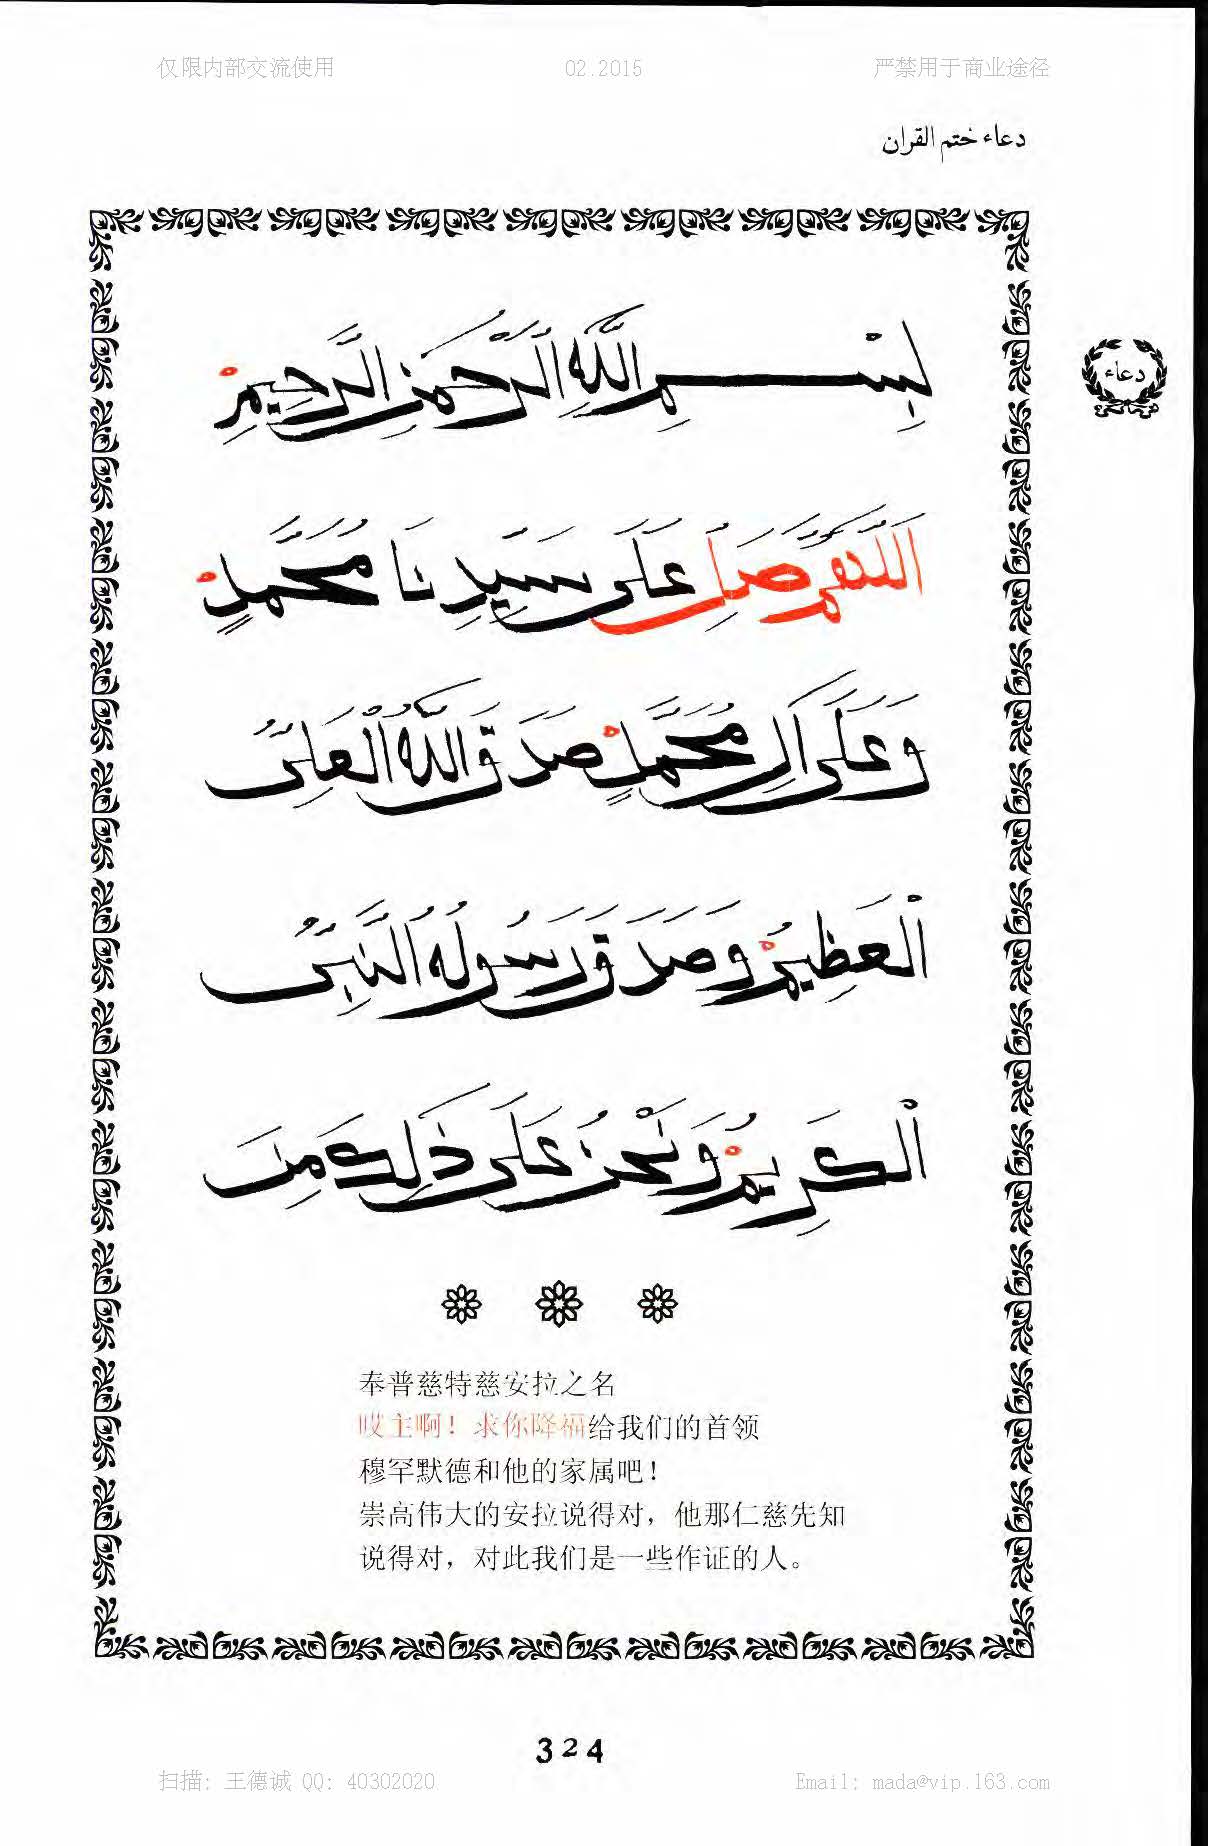 仅限内部交流使用 02.2015 严禁用于商业途径
دعاء ختم القران
دعاء
بِسْمِ اللَّهِ الرَّحْمَنِ الرَّحِيمِ
اَللَّهُمَّ صَلِّ عَلَى سَيِّدِنَا مُحَمَّدٍ
وَعَلَى اٰلِ مُحَمَّدٍ صَدَقَ اللَّهُ الْعَلِىُّ
الْعَظِيمُ وَصَدَقَ رَسُولُهُ النَّبِىُّ
الْكَرِيمُ وَنَحْنُ عَلَى ذَلِكَ مِنَ
奉普慈特慈安拉之名
哎主啊！求你降福给我们的首领
穆罕默德和他的家属吧！
崇高伟大的安拉说得对，他那仁慈先知
说得对，对此我们是一些作证的人。
324
扫描: 王德诚 QQ: 40302020 Email: mada@vip.163.com